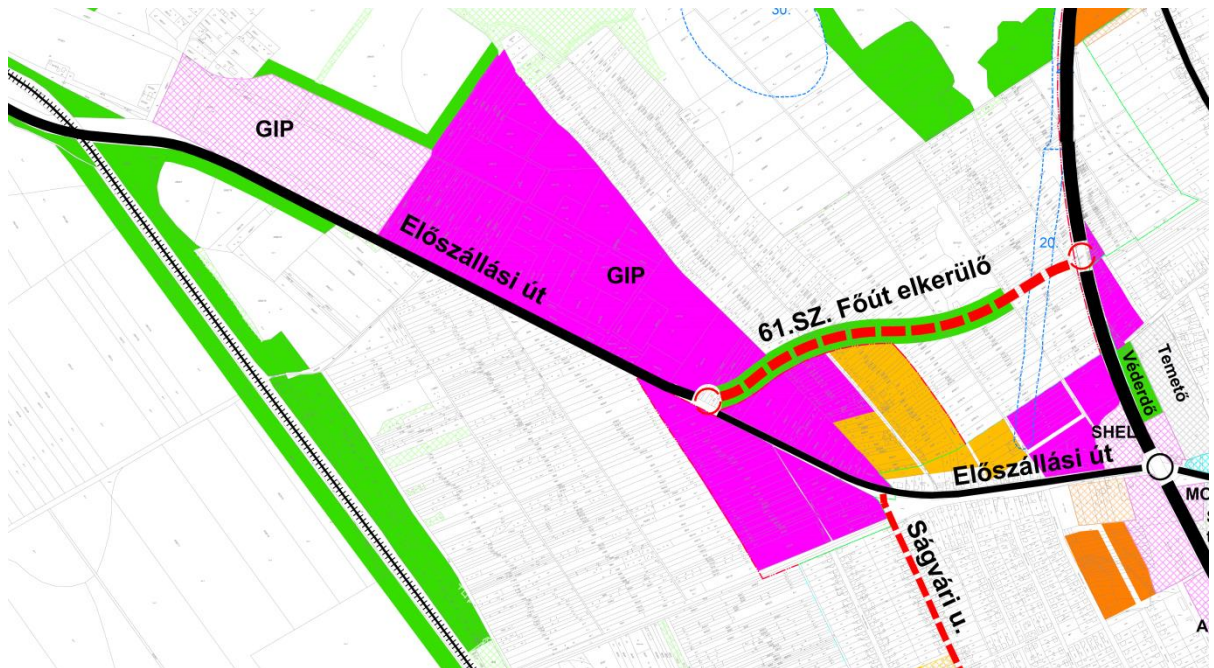 30.
GIP
Előszállási út
GIP
20.
61.SZ. Főút elkerülő
Temető
Véderdő
SHEL
Előszállási út
MO
Ságvári u.
A